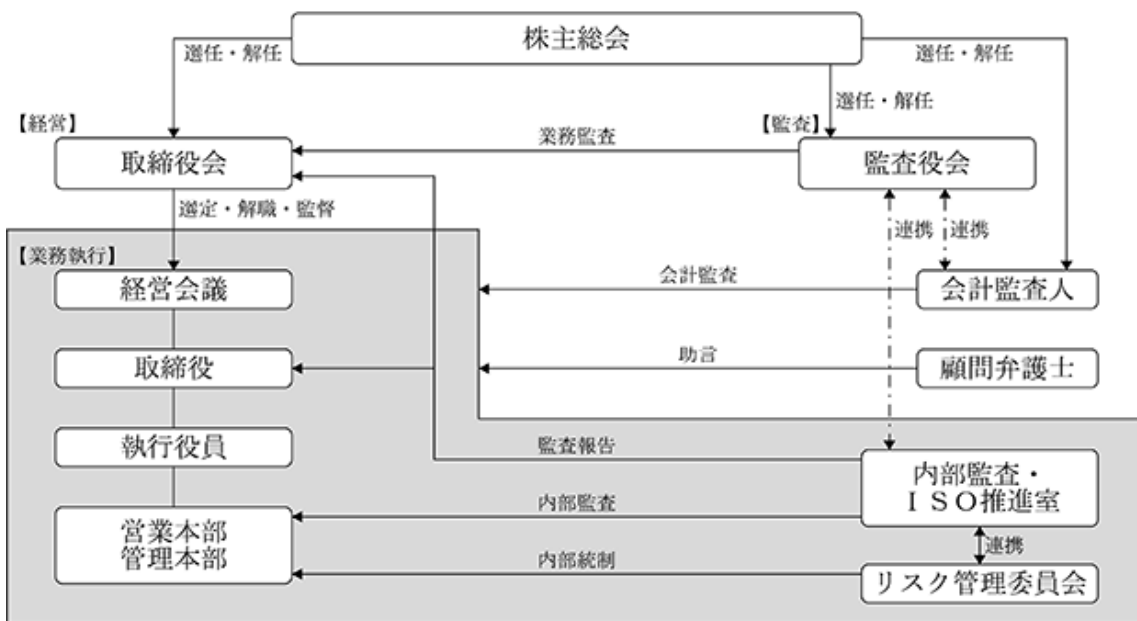 株主総会
選任・解任
選任・解任
選任・解任
【経営】
【監査】
取締役会
業務監査
監査役会
選定・解職・監督
連携
連携
【業務執行】
経営会議
会計監査
会計監査人
取締役
助言
顧問弁護士
執行役員
監査報告
内部監査・
ISO推進室
営業本部
管理本部
内部監査
連携
内部統制
リスク管理委員会